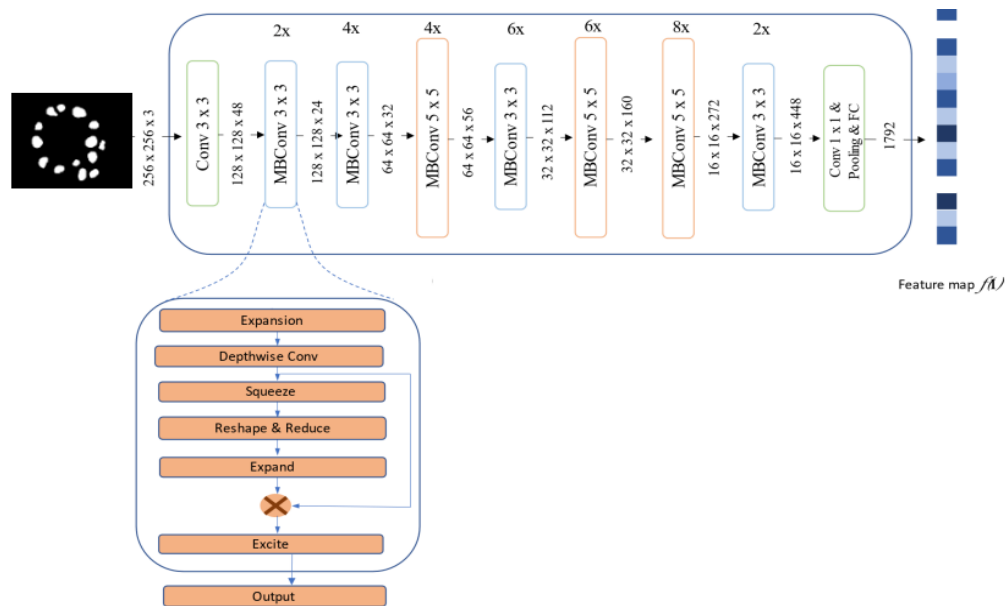 2x
4x
4x
6x
6x
8x
2x
256 x 256 x 3
Conv 3 x 3
128 x 128 x 48
MBConv 3 x 3
128 x 128 x 24
MBConv 3 x 3
64 x 64 x 32
MBConv 5 x 5
64 x 64 x 56
MBConv 3 x 3
32 x 32 x 112
MBConv 5 x 5
32 x 32 x 160
MBConv 5 x 5
16 x 16 x 272
MBConv 3 x 3
16 x 16 x 448
Conv 1 x 1 &
Pooling & FC
1792
Feature map
Expansion
Depthwise Conv
Squeeze
Reshape & Reduce
Expand
Excite
Output